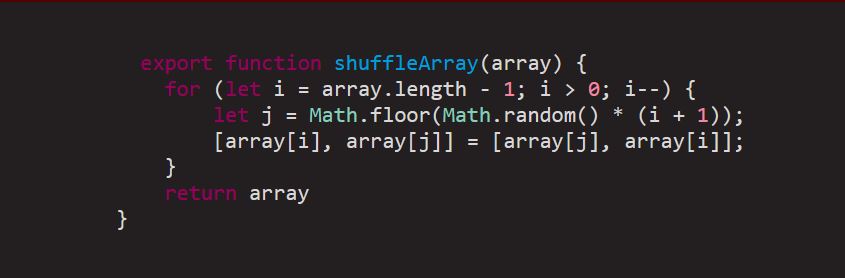 export function shuffleArray(array) {
for (let i = array.length - 1; i > 0; i--) {
let j = Math.floor(Math.random() * (i + 1));
[array[i], array[j]] = [array[j], array[i]];
}
return array
}